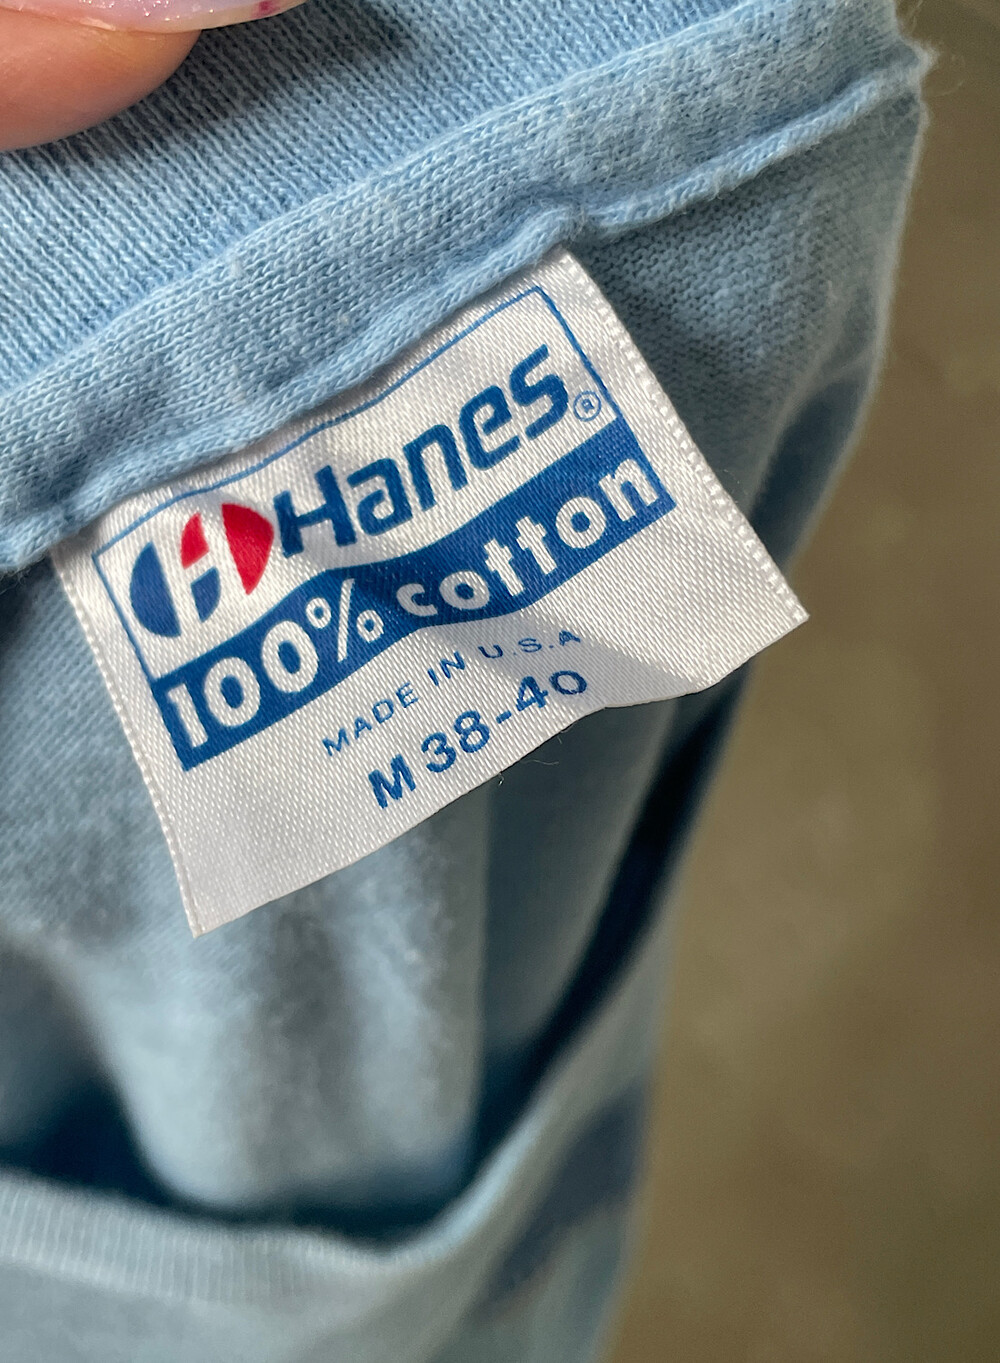 H Hanes®
100% cotton
MADE IN U.S.A
M 38-40